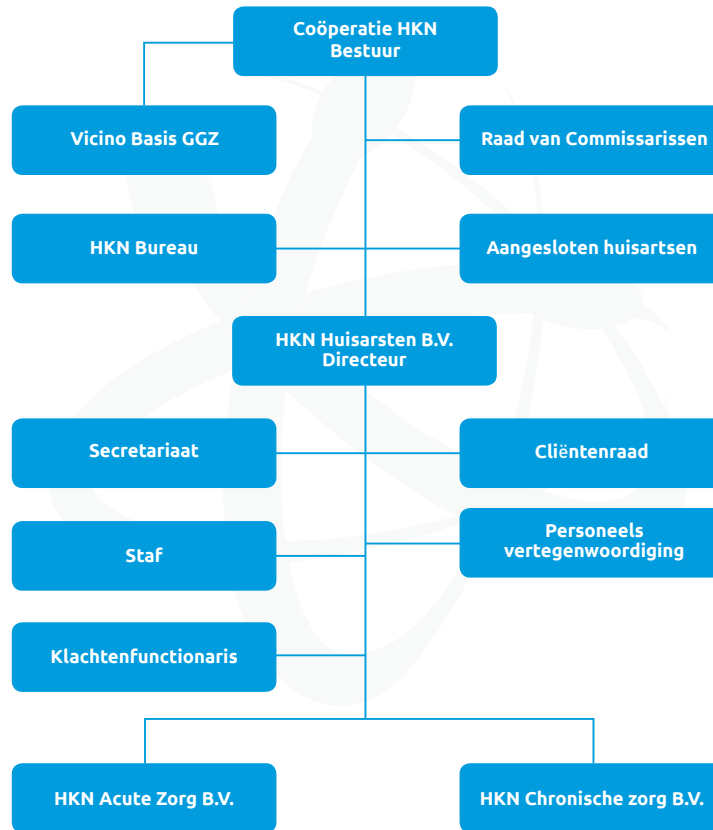 Coöperatie HKN
Bestuur
Vicino Basis GGZ
Raad van Commissarissen
HKN Bureau
Aangesloten huisartsen
HKN Huisarsten B.V.
Directeur
Secretariaat
Cliëntenraad
Personeels
vertegenwoordiging
Staf
Klachtenfunctionaris
HKN Acute Zorg B.V.
HKN Chronische zorg B.V.